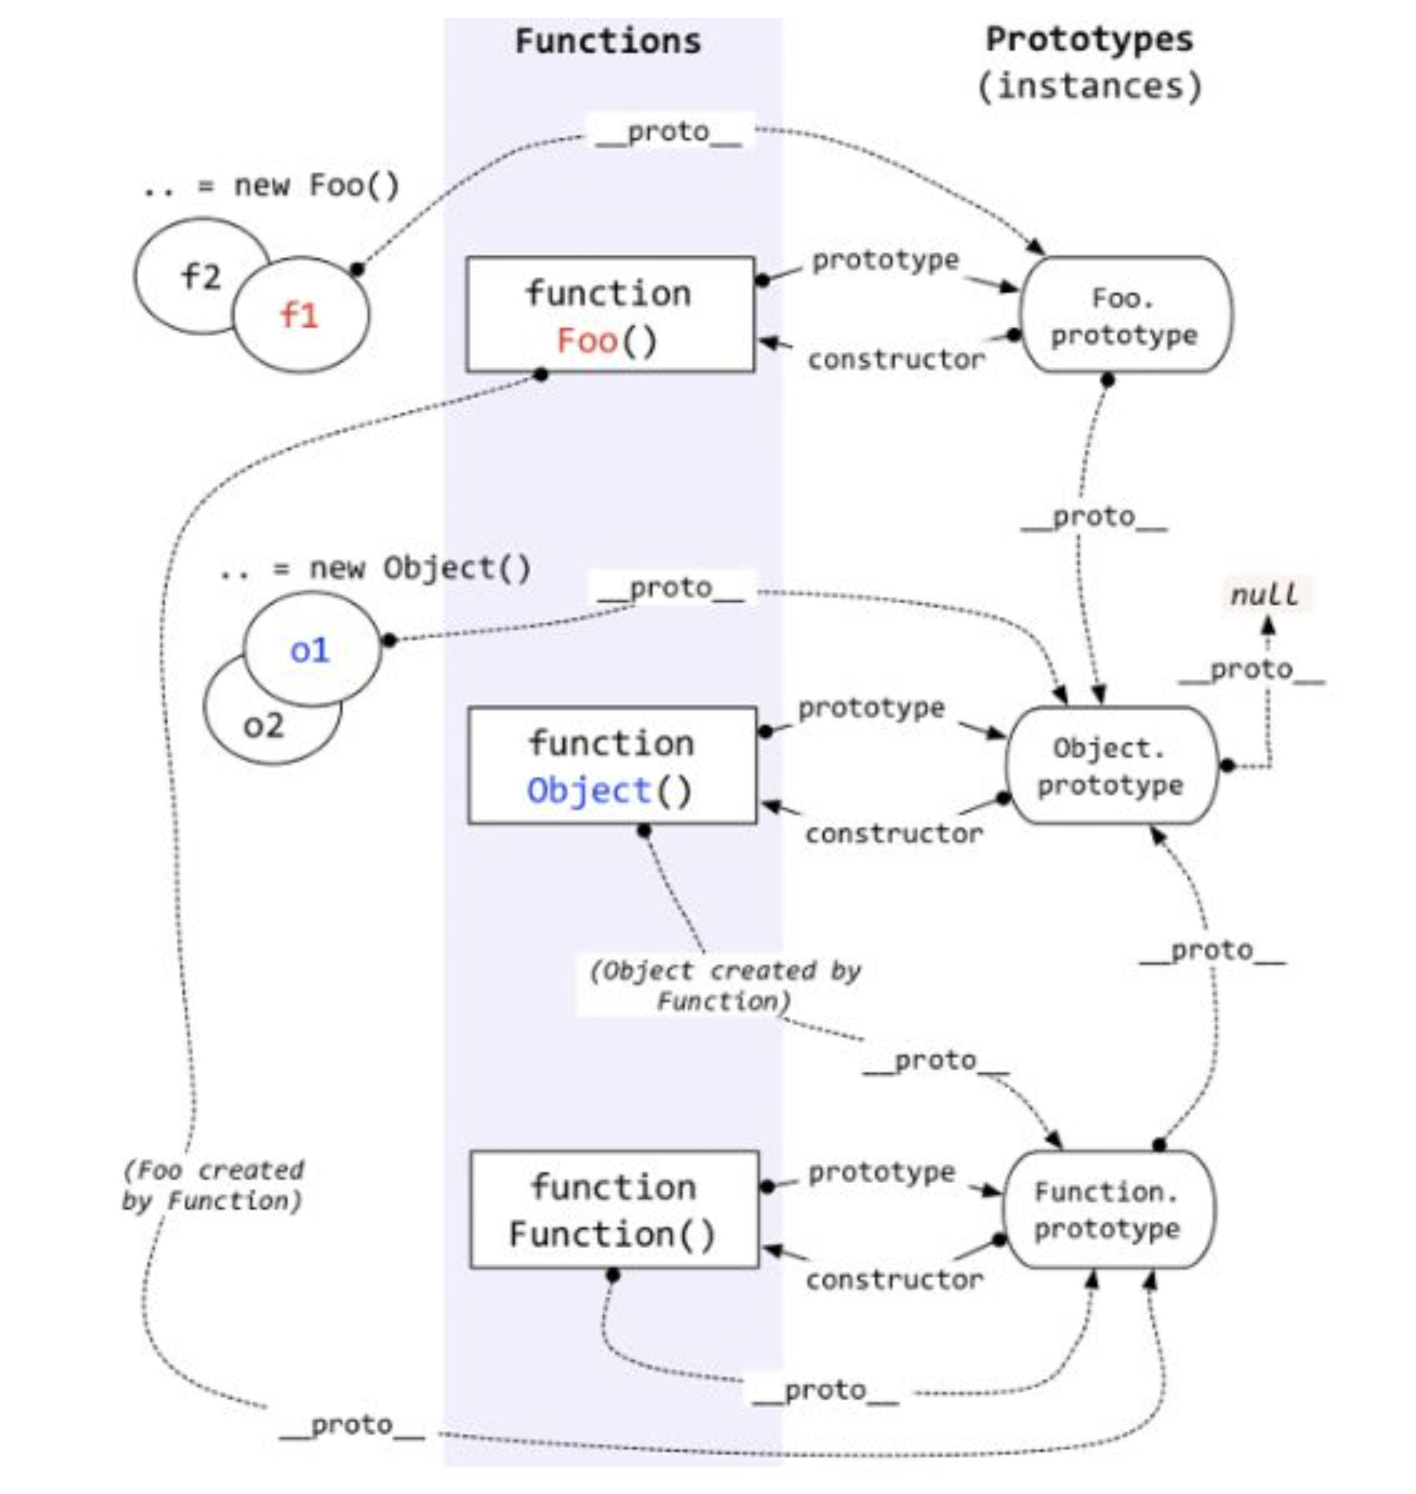 Functions
Prototypes
(instances)
__proto__
.. = new Foo()
f2
f1
function
Foo()
prototype
constructor
Foo.
prototype
__proto__
.. = new Object()
__proto__
null
__proto__
o1
o2
function
Object()
prototype
constructor
Object.
prototype
(Object created by
Function)
__proto__
__proto__
(Foo created
by Function)
function
Function()
prototype
constructor
Function.
prototype
__proto__
__proto__